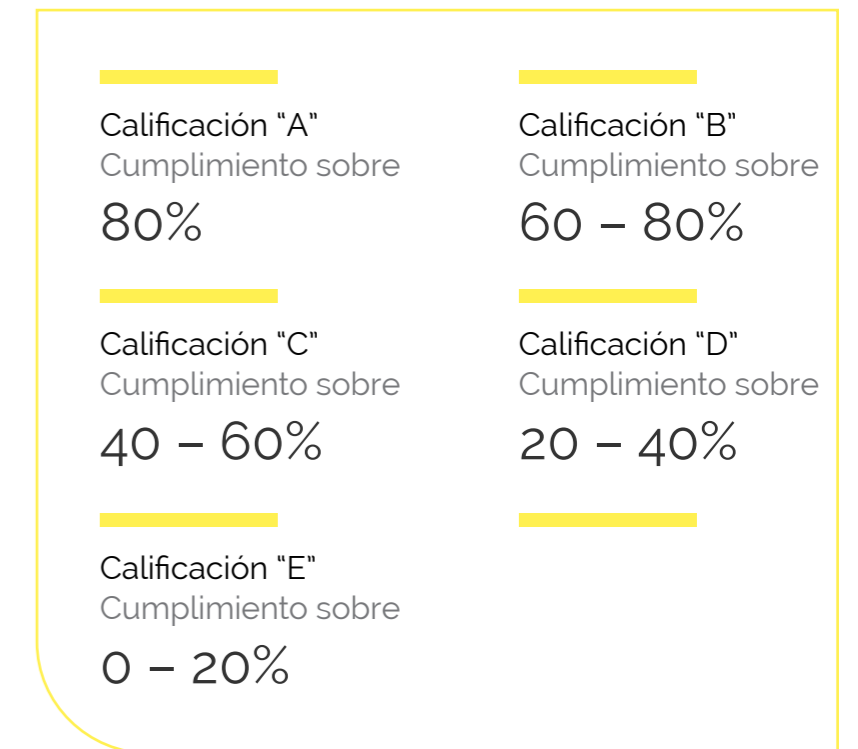 Calificación “A”
Cumplimiento sobre
80%
Calificación “B”
Cumplimiento sobre
60 – 80%
Calificación “C”
Cumplimiento sobre
40 – 60%
Calificación “D”
Cumplimiento sobre
20 – 40%
Calificación “E”
Cumplimiento sobre
0 – 20%